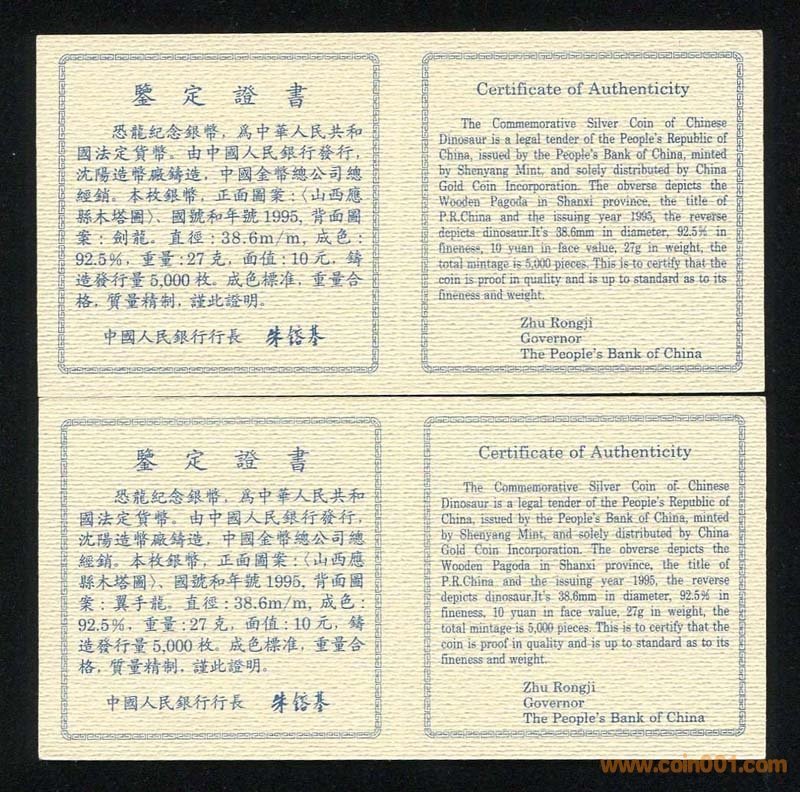 鑒定證書
恐龍紀念銀幣，爲中華人民共和
國法定貨幣。由中國人民銀行發行，
沈陽造幣廠鑄造，中國金幣總公司總
經銷。本枚銀幣，正面圖案：〈山西應
縣木塔圖〉、國號和年號1995，背面圖
案：劍龍。直徑：38.6m/m，成色：
92.5%，重量：27克，面值：10元，鑄
造發行量5,000枚。成色標准，重量合
格，質量精制，謹此證明。
中國人民銀行行長 朱鎔基
Certificate of Authenticity
The Commemorative Silver Coin of Chinese
Dinosaur is a legal tender of the People's Republic of
China, issued by the People's Bank of China, minted
by Shenyang Mint, and solely distributed by China
Gold Coin Incorporation. The obverse depicts the
Wooden Pagoda in Shanxi province, the title of
P.R.China and the issuing year 1995, the reverse
depicts dinosaur.It's 38.6mm in diameter, 92.5% in
fineness, 10 yuan in face value, 27g in weight, the
total mintage is 5,000 pieces. This is to certify that the
coin is proof in quality and is up to standard as to its
fineness and weight.
Zhu Rongji
Governor
The People's Bank of China
鑒定證書
恐龍紀念銀幣，爲中華人民共和
國法定貨幣。由中國人民銀行發行，
沈陽造幣廠鑄造，中國金幣總公司總
經銷。本枚銀幣，正面圖案：〈山西應
縣木塔圖〉、國號和年號1995，背面圖
案：翼手龍。直徑：38.6m/m，成色：
92.5%，重量：27克，面值：10元，鑄
造發行量5,000枚。成色標准，重量合
格，質量精制，謹此證明。
中國人民銀行行長 朱鎔基
Certificate of Authenticity
The Commemorative Silver Coin of Chinese
Dinosaur is a legal tender of the People's Republic of
China, issued by the People's Bank of China, minted
by Shenyang Mint, and solely distributed by China
Gold Coin Incorporation. The obverse depicts the
Wooden Pagoda in Shanxi province, the title of
P.R.China and the issuing year 1995, the reverse
depicts dinosaur.It's 38.6mm in diameter, 92.5% in
fineness, 10 yuan in face value, 27g in weight, the
total mintage is 5,000 pieces. This is to certify that the
coin is proof in quality and is up to standard as to its
fineness and weight.
Zhu Rongji
Governor
The People's Bank of China
www.coin001.com